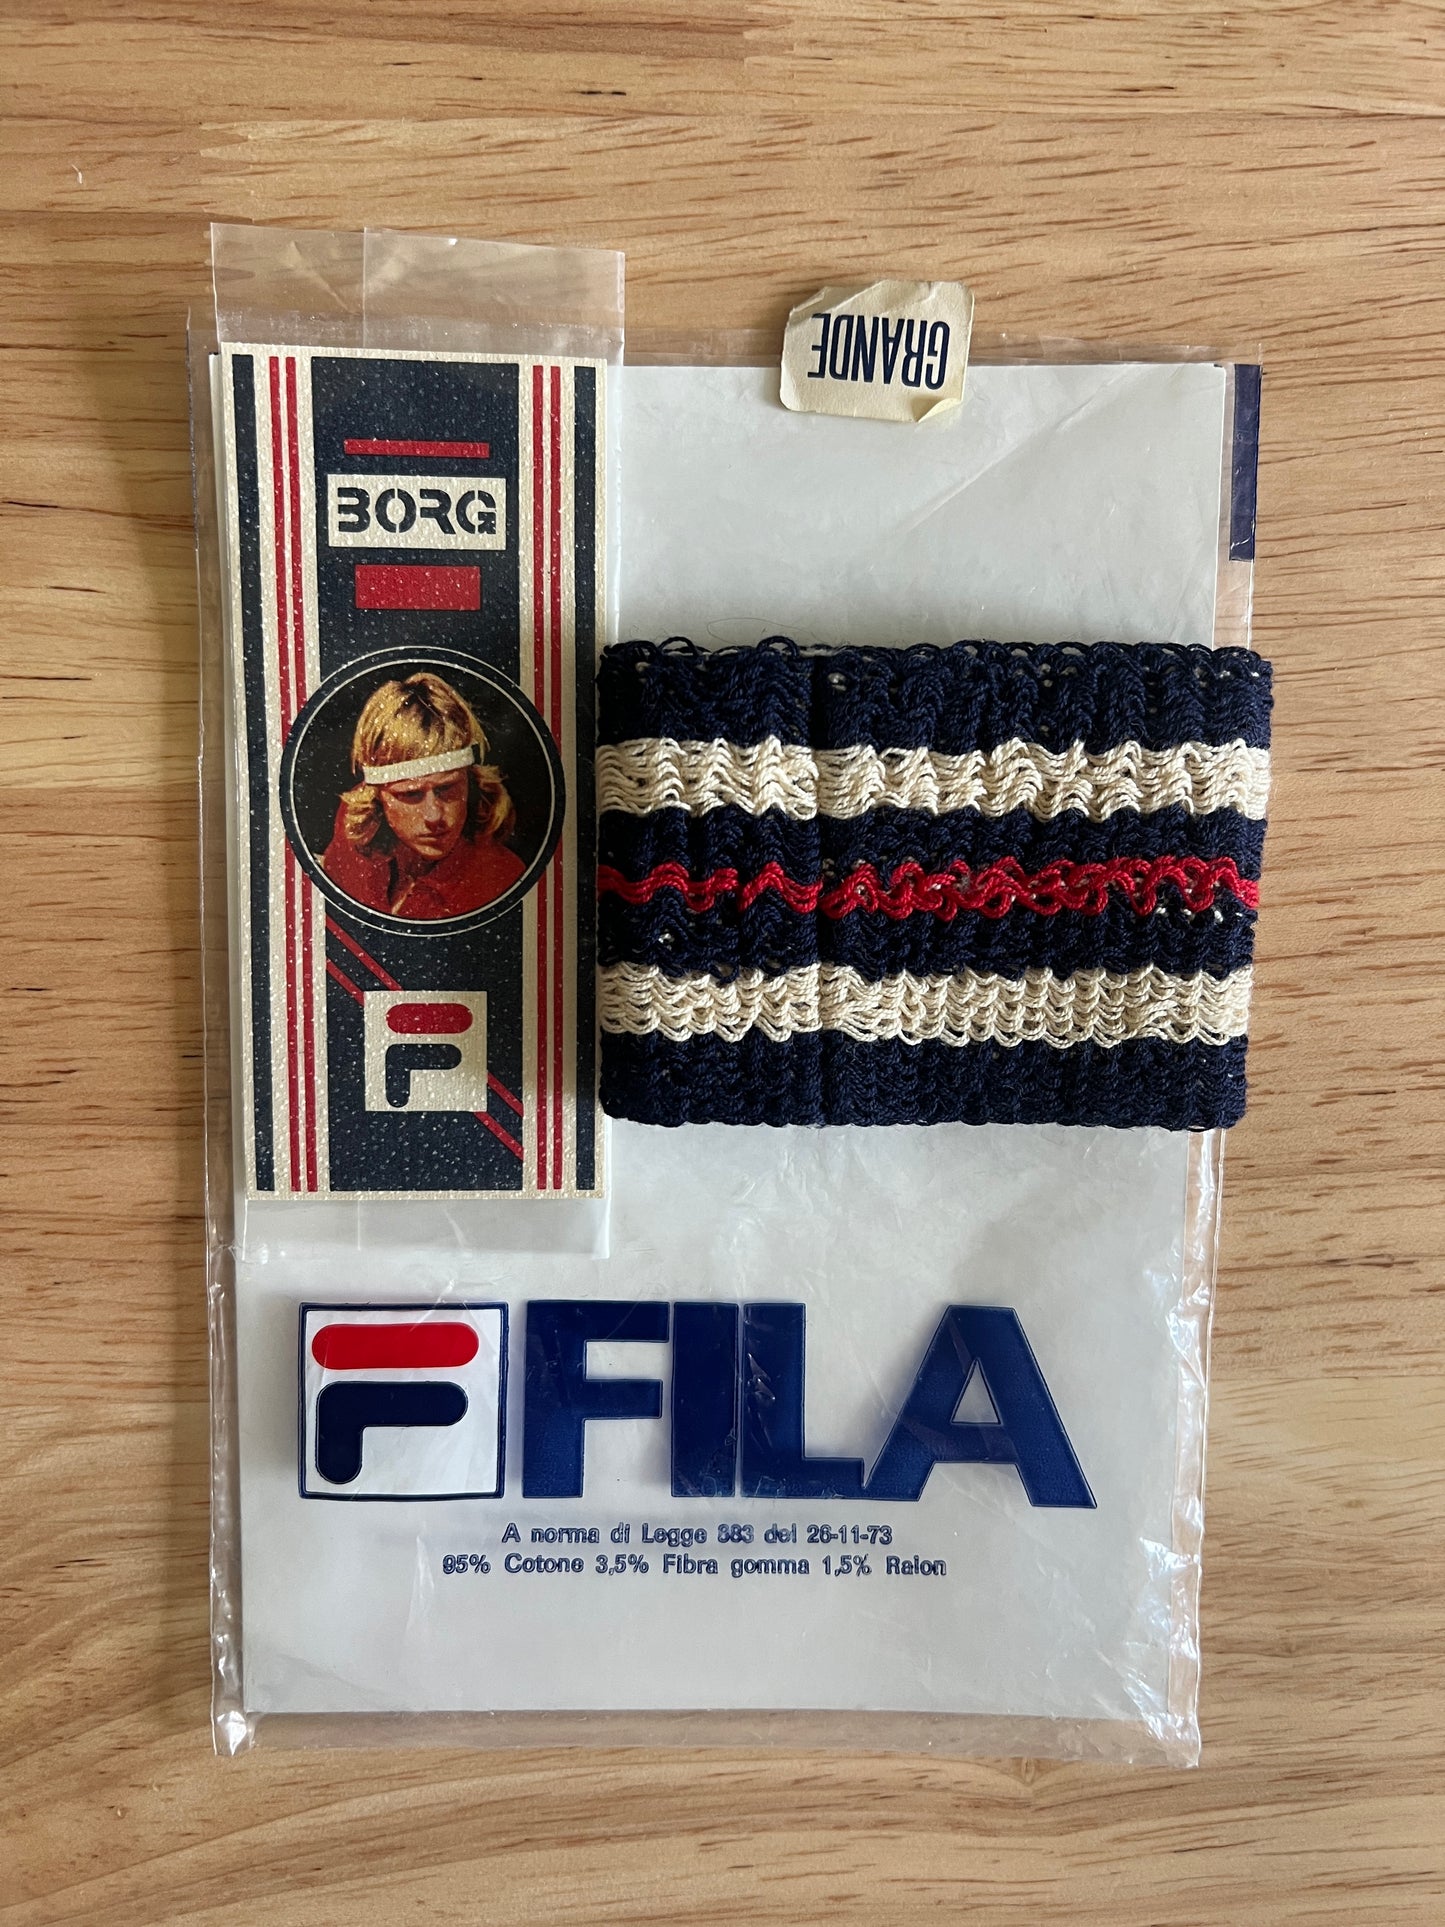 GRANDE
BORG
FILA
A norma di Legge 883 del 26-11-73
95% Cotone 3,5% Fibra gomma 1,5% Raion